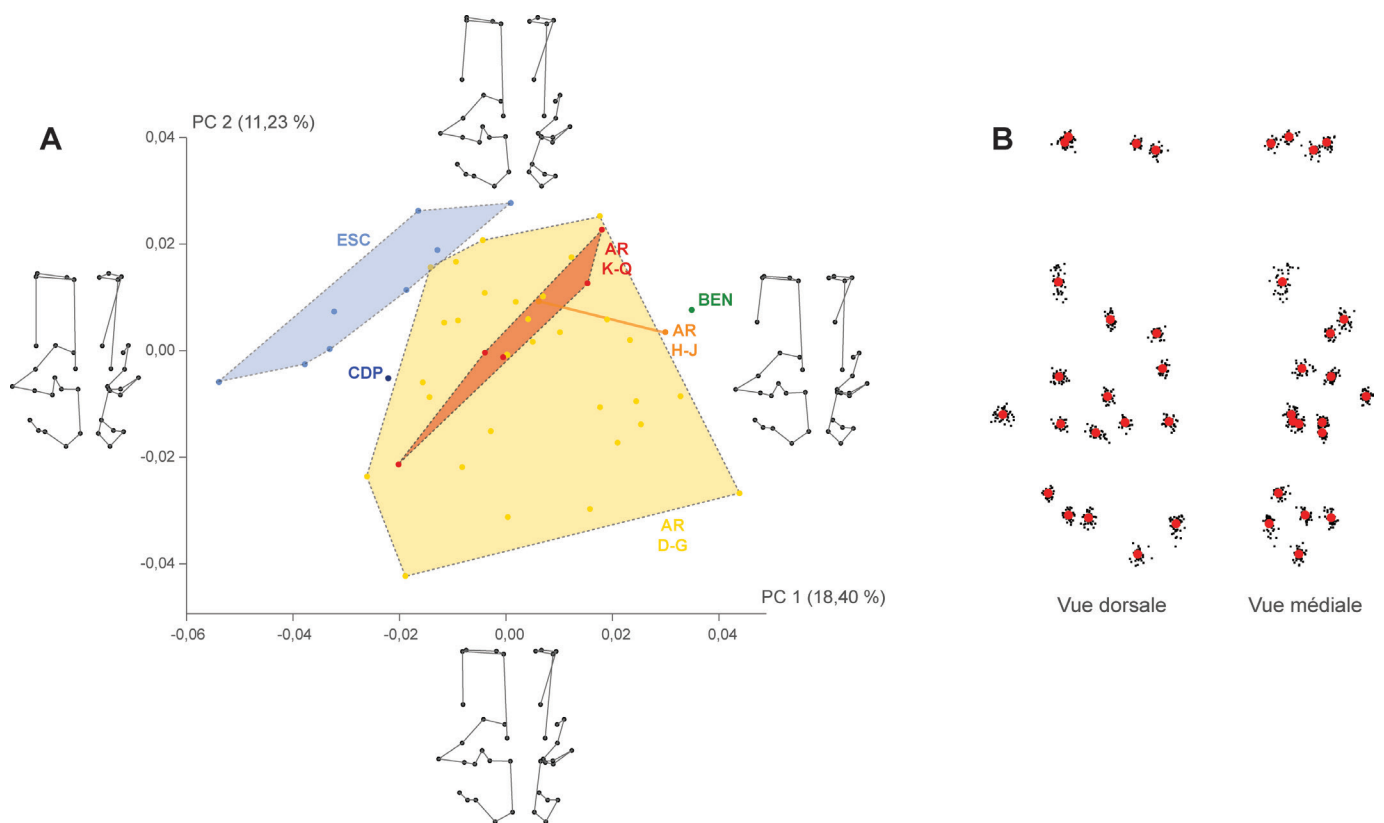 A
PC 2 (11,23 %)
B
0,04
0,02
0,00
-0,02
-0,04
ESC
AR
K-Q
BEN
AR
H-J
CDP
AR
D-G
PC 1 (18,40 %)
-0,06
-0,04
-0,02
0,00
0,02
0,04
Vue dorsale
Vue médiale